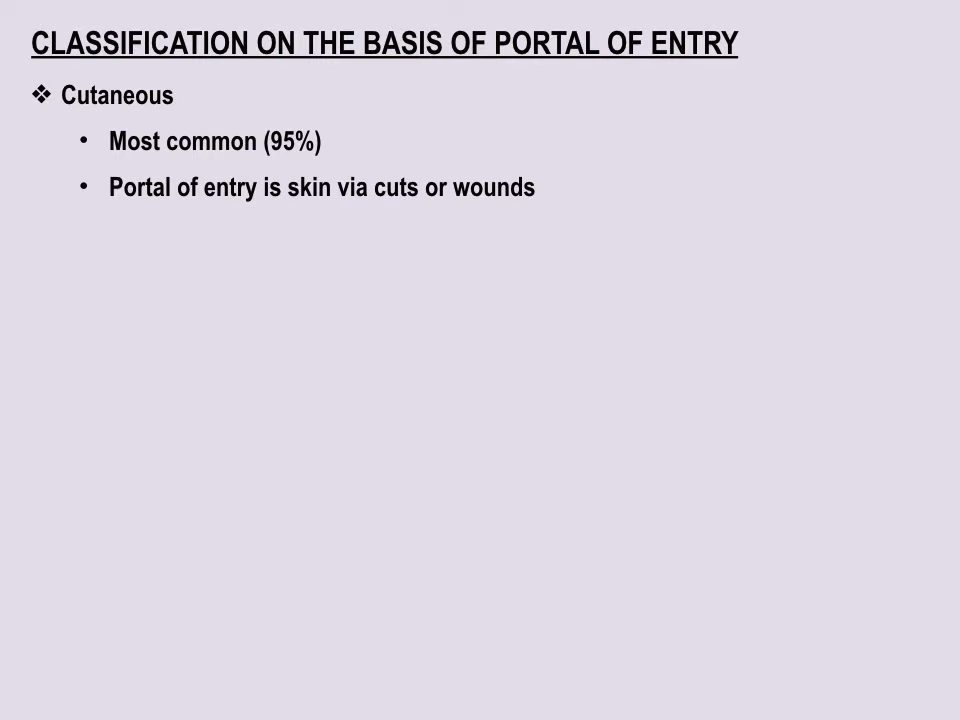 CLASSIFICATION ON THE BASIS OF PORTAL OF ENTRY
❖ Cutaneous
• Most common (95%)
• Portal of entry is skin via cuts or wounds